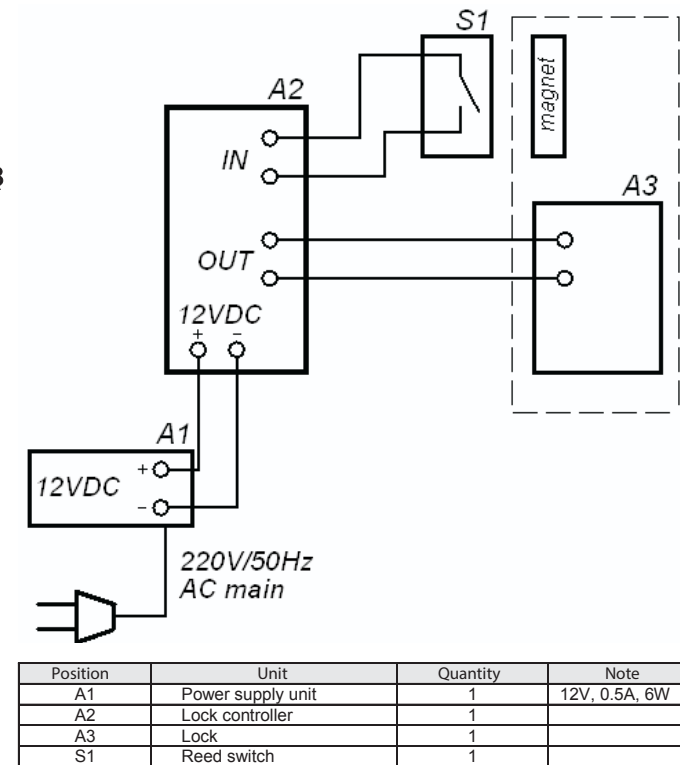 S1
magnet
A2
IN
A3
OUT
12VDC
+ -
A1
12VDC
+
-
220V/50Hz
AC main
Position Unit Quantity Note
A1 Power supply unit 1 12V, 0.5A, 6W
A2 Lock controller 1
A3 Lock 1
S1 Reed switch 1